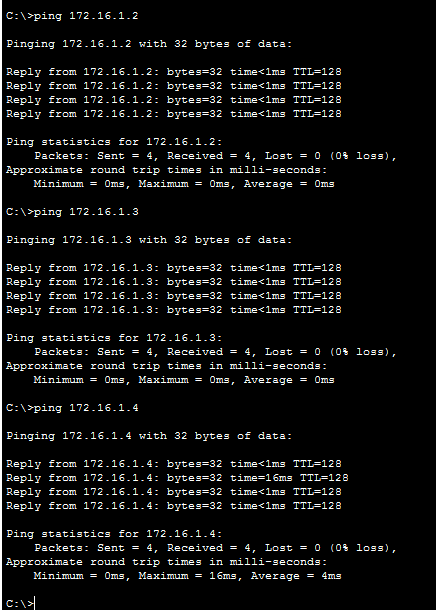 C:\>ping 172.16.1.2
Pinging 172.16.1.2 with 32 bytes of data:
Reply from 172.16.1.2: bytes=32 time<1ms TTL=128
Reply from 172.16.1.2: bytes=32 time<1ms TTL=128
Reply from 172.16.1.2: bytes=32 time<1ms TTL=128
Reply from 172.16.1.2: bytes=32 time<1ms TTL=128
Ping statistics for 172.16.1.2:
    Packets: Sent = 4, Received = 4, Lost = 0 (0% loss),
Approximate round trip times in milli-seconds:
    Minimum = 0ms, Maximum = 0ms, Average = 0ms
C:\>ping 172.16.1.3
Pinging 172.16.1.3 with 32 bytes of data:
Reply from 172.16.1.3: bytes=32 time<1ms TTL=128
Reply from 172.16.1.3: bytes=32 time<1ms TTL=128
Reply from 172.16.1.3: bytes=32 time<1ms TTL=128
Reply from 172.16.1.3: bytes=32 time<1ms TTL=128
Ping statistics for 172.16.1.3:
    Packets: Sent = 4, Received = 4, Lost = 0 (0% loss),
Approximate round trip times in milli-seconds:
    Minimum = 0ms, Maximum = 0ms, Average = 0ms
C:\>ping 172.16.1.4
Pinging 172.16.1.4 with 32 bytes of data:
Reply from 172.16.1.4: bytes=32 time<1ms TTL=128
Reply from 172.16.1.4: bytes=32 time=16ms TTL=128
Reply from 172.16.1.4: bytes=32 time<1ms TTL=128
Reply from 172.16.1.4: bytes=32 time<1ms TTL=128
Ping statistics for 172.16.1.4:
    Packets: Sent = 4, Received = 4, Lost = 0 (0% loss),
Approximate round trip times in milli-seconds:
    Minimum = 0ms, Maximum = 16ms, Average = 4ms
C:\>